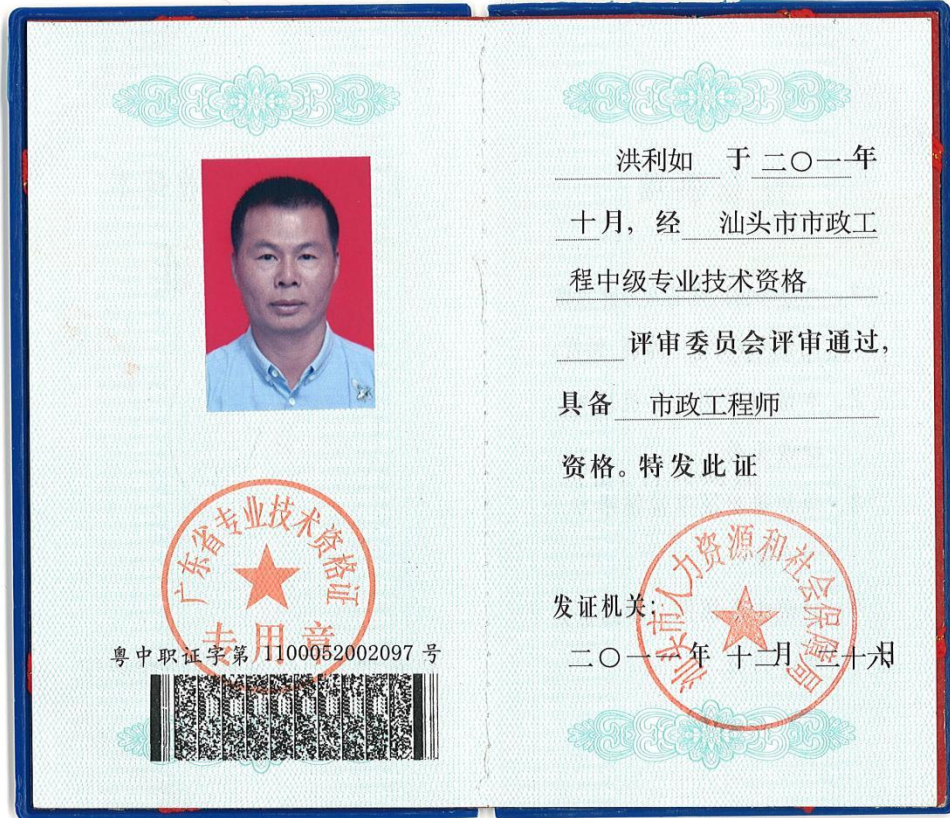 广东省专业技术资格证
专用章
粤中职证字第 1100052002097 号
洪利如 于 二〇一一年
十月, 经 汕头市市政工
程中级专业技术资格
评审委员会评审通过,
具备 市政工程师
资格。特发此证
发证机关:
汕头市人力资源和社会保障局
二〇一一年 十二月 二十六日